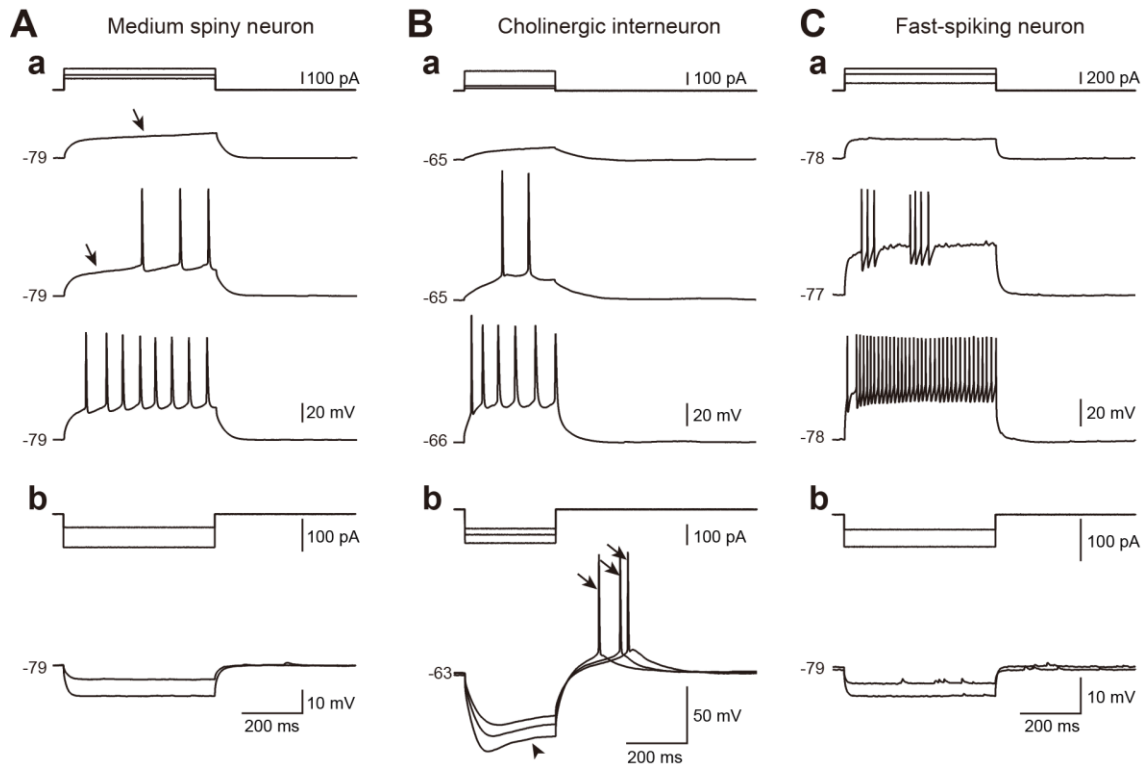 A Medium spiny neuron
B Cholinergic interneuron
C Fast-spiking neuron
a
100 pA
a
100 pA
a
200 pA
-79
-65
-78
-79
-65
-77
20 mV
20 mV
20 mV
-79
-66
-78
b
100 pA
b
100 pA
b
100 pA
-79
10 mV
200 ms
-63
50 mV
200 ms
-79
10 mV
200 ms